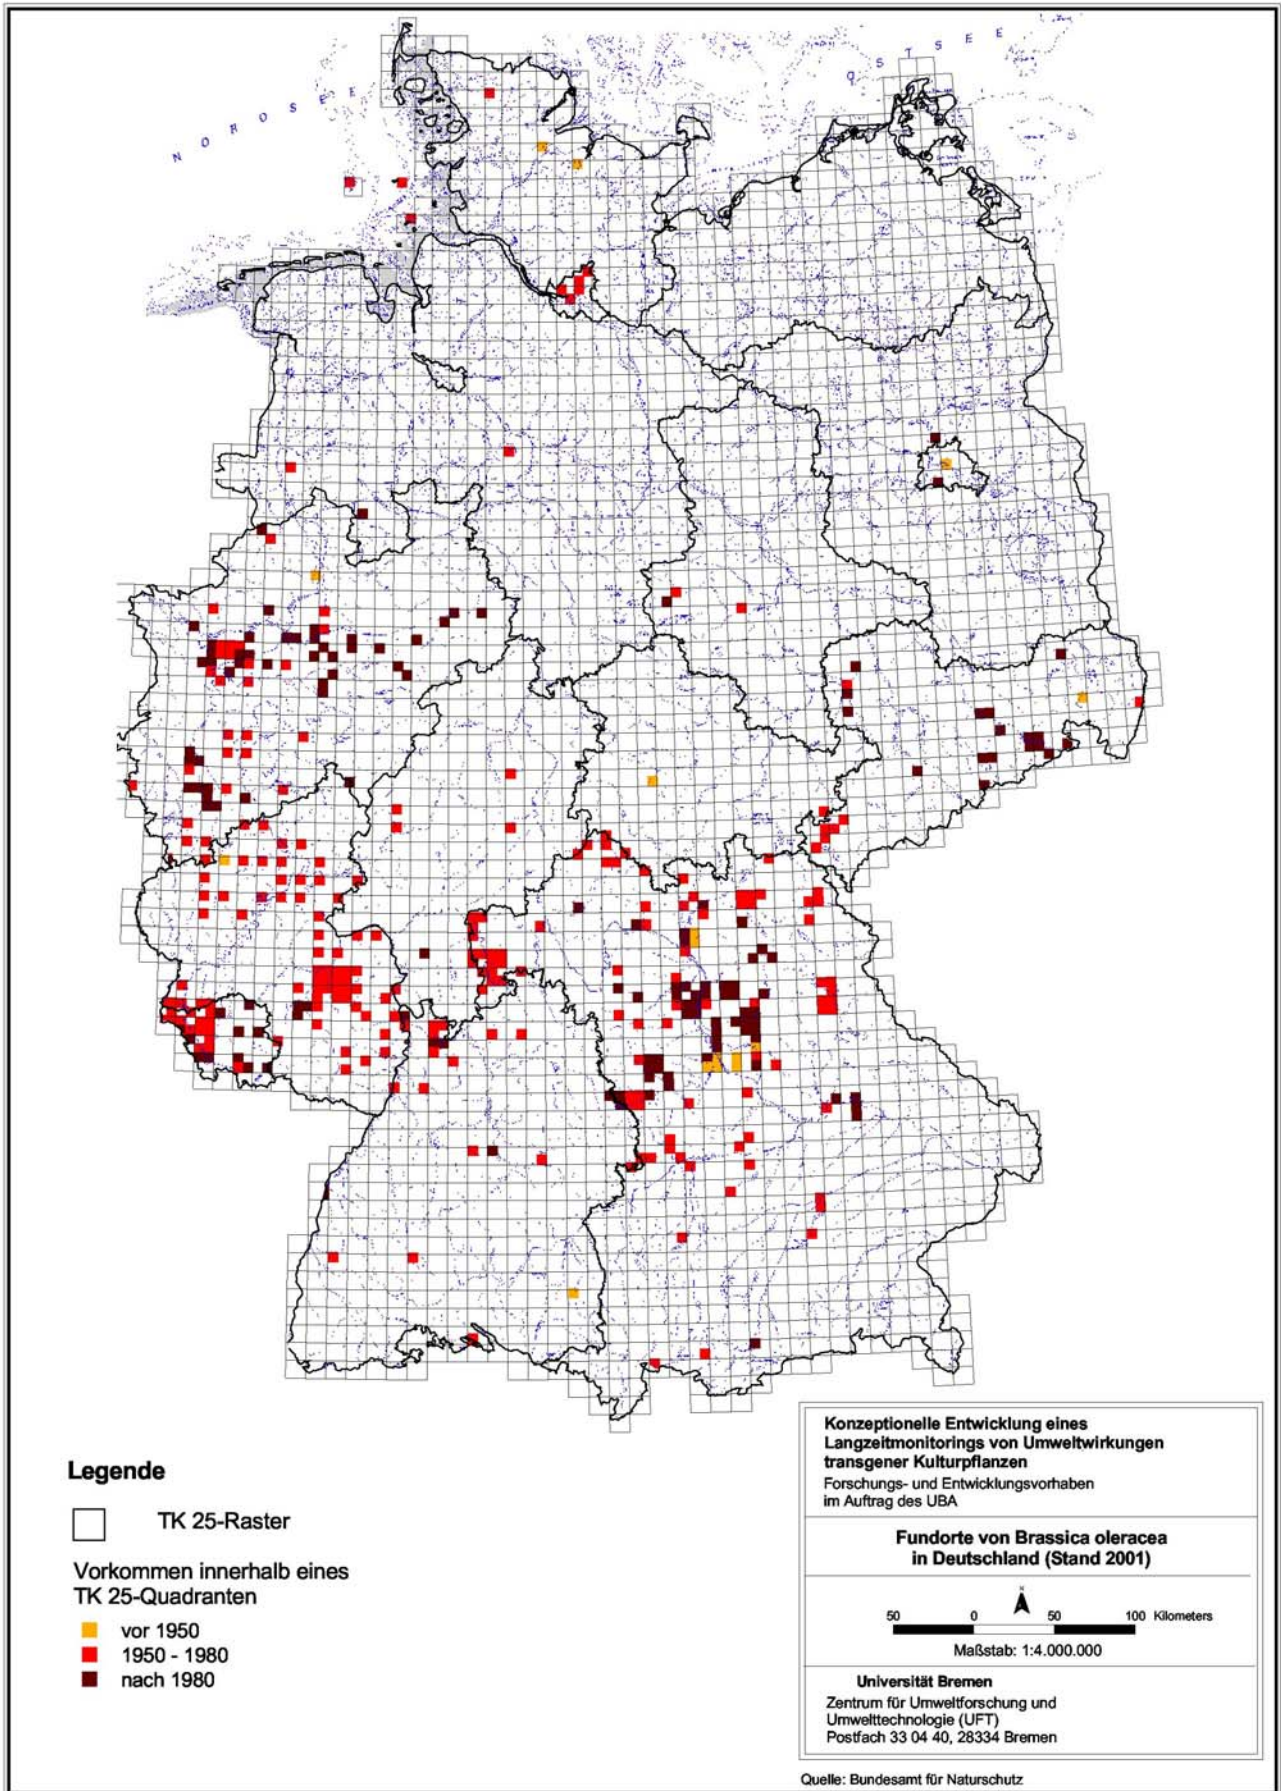 N O R D S E E
O S T S E E
Legende
TK 25-Raster
Vorkommen innerhalb eines
TK 25-Quadranten
vor 1950
1950 - 1980
nach 1980
Konzeptionelle Entwicklung eines
Langzeitmonitorings von Umweltwirkungen
transgener Kulturpflanzen
Forschungs- und Entwicklungsvorhaben
im Auftrag des UBA
Fundorte von Brassica oleracea
in Deutschland (Stand 2001)
N
50 0 50 100 Kilometers
Maßstab: 1:4.000.000
Universität Bremen
Zentrum für Umweltforschung und
Umwelttechnologie (UFT)
Postfach 33 04 40, 28334 Bremen
Quelle: Bundesamt für Naturschutz